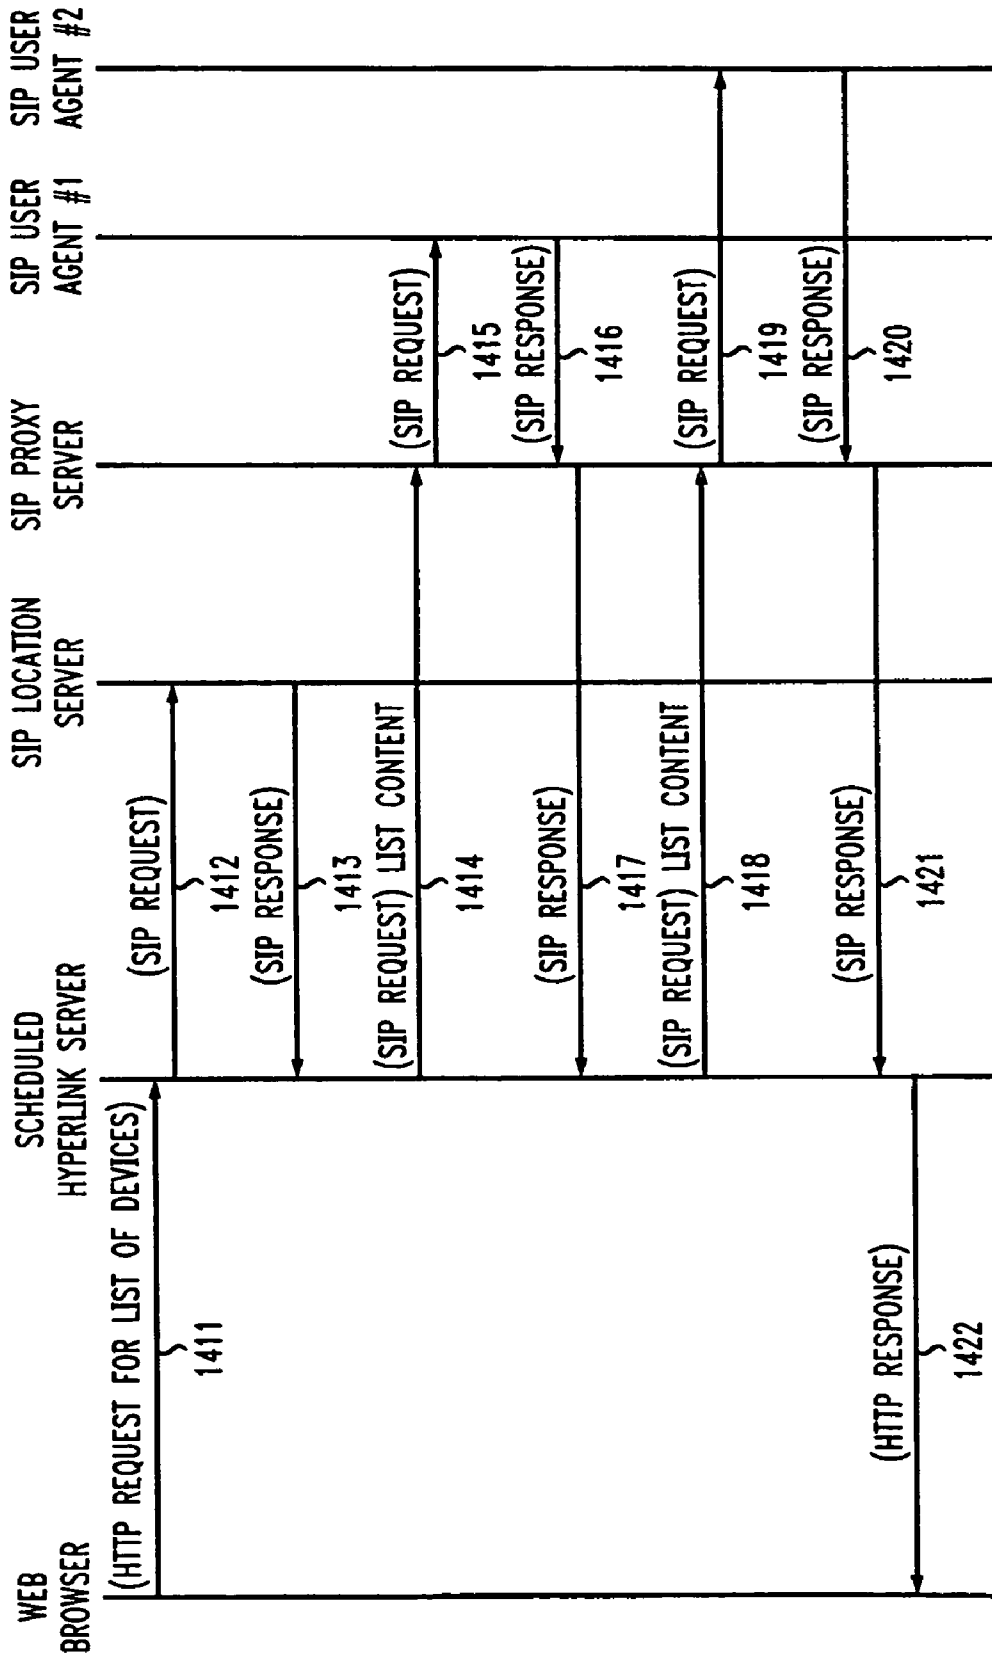 WEB
BROWSER
SCHEDULED
HYPERLINK SERVER
SIP LOCATION
SERVER
SIP PROXY
SERVER
SIP USER
AGENT #1
SIP USER
AGENT #2
(HTTP REQUEST FOR LIST OF DEVICES)
1411
(SIP REQUEST)
1412
(SIP RESPONSE)
1413
(SIP REQUEST) LIST CONTENT
1414
(SIP REQUEST)
1415
(SIP RESPONSE)
1416
(SIP RESPONSE)
1417
(SIP REQUEST) LIST CONTENT
1418
(SIP REQUEST)
1419
(SIP RESPONSE)
1420
(SIP RESPONSE)
1421
(HTTP RESPONSE)
1422